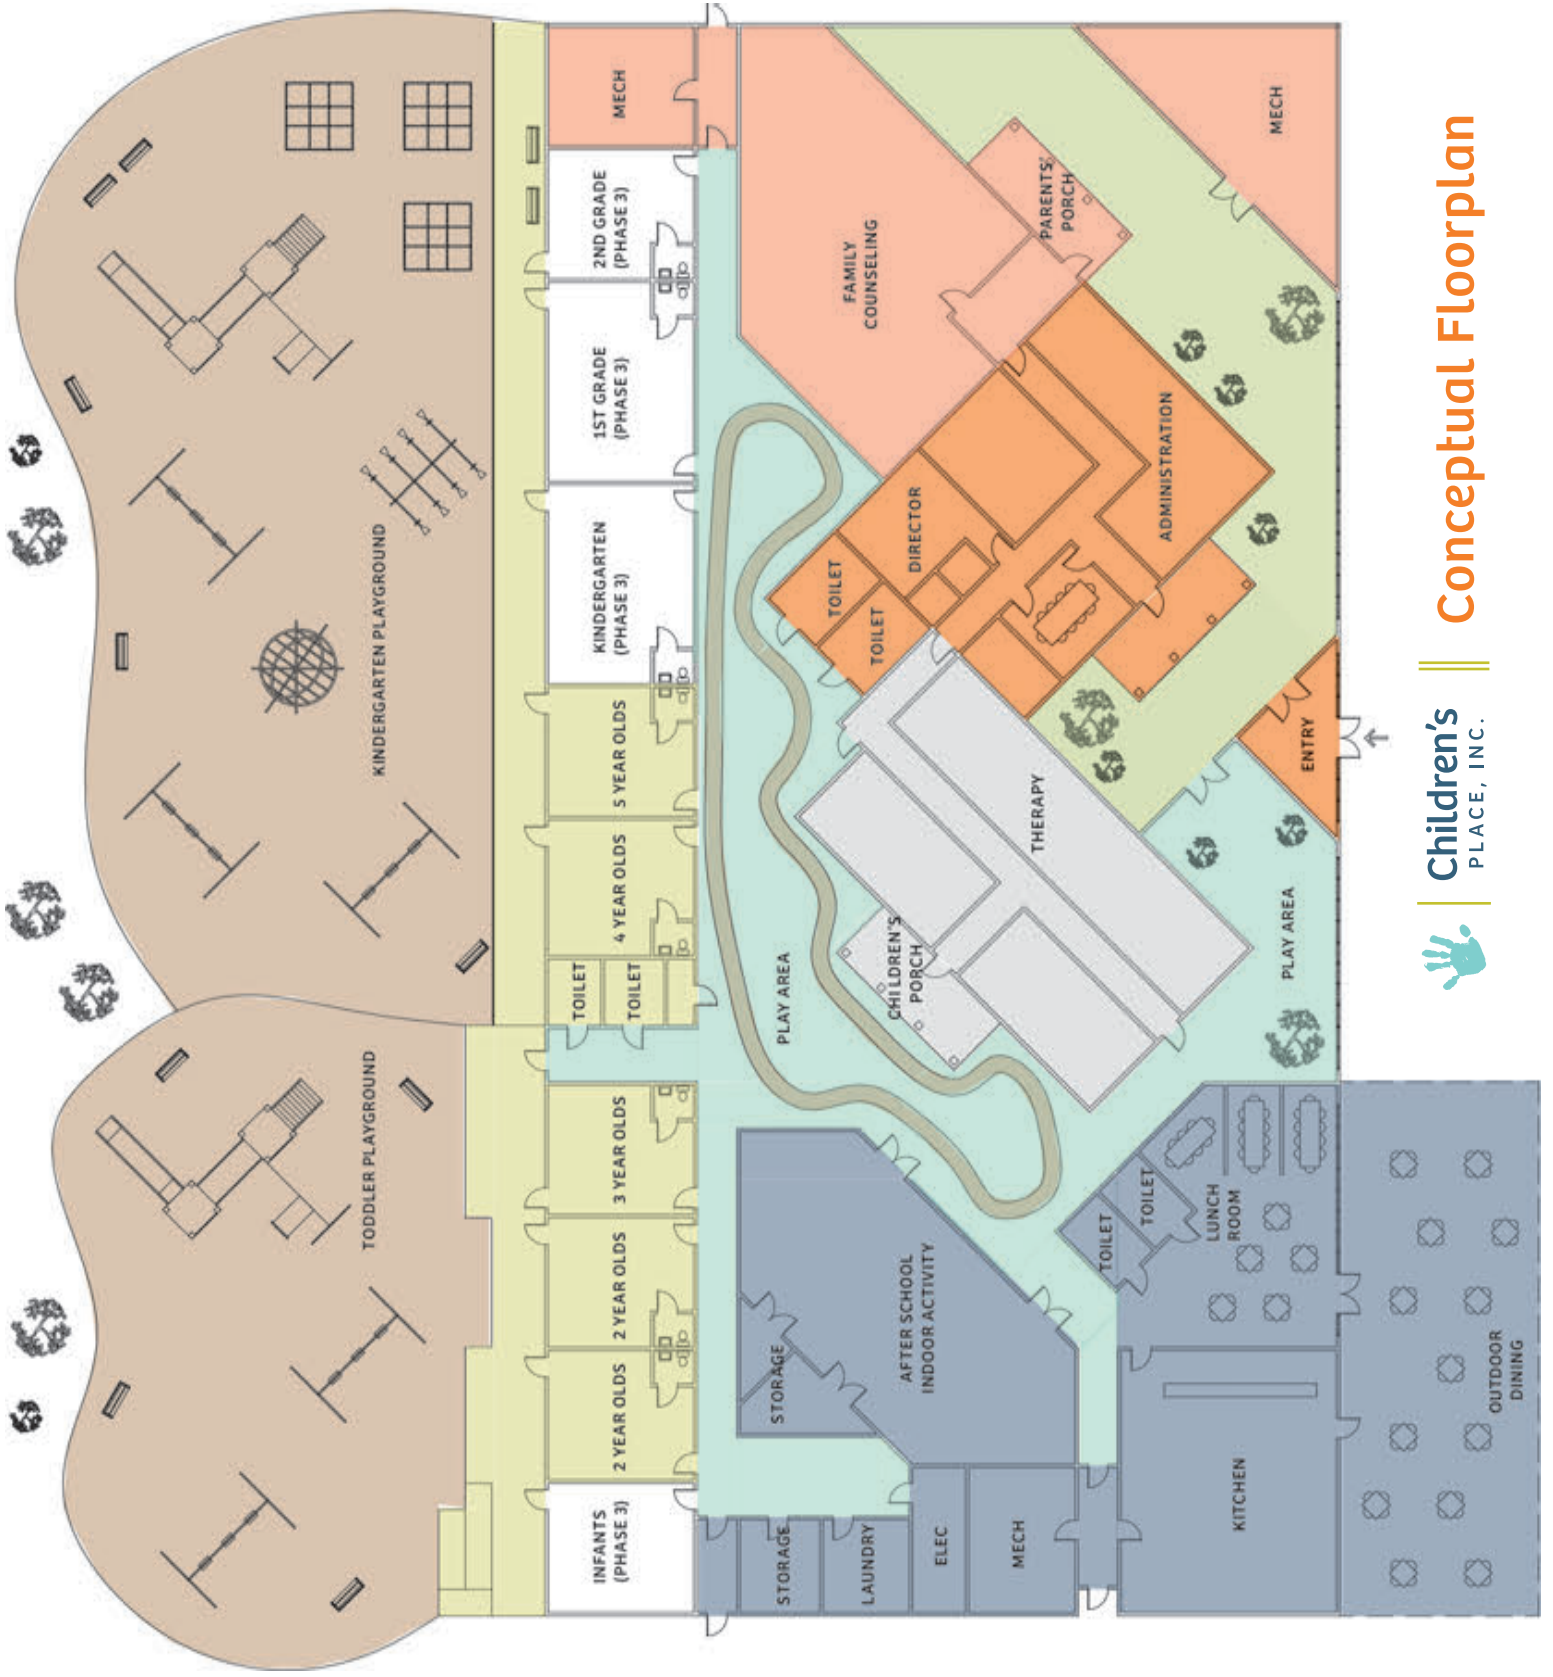 KINDERGARTEN PLAYGROUND
TODDLER PLAYGROUND
INFANTS
(PHASE 3)
2 YEAR OLDS
2 YEAR OLDS
3 YEAR OLDS
TOILET
TOILET
4 YEAR OLDS
5 YEAR OLDS
KINDERGARTEN
(PHASE 3)
1ST GRADE
(PHASE 3)
2ND GRADE
(PHASE 3)
MECH
STORAGE
LAUNDRY
ELEC
MECH
STORAGE
AFTER SCHOOL
INDOOR ACTIVITY
PLAY AREA
CHILDREN'S
PORCH
THERAPY
TOILET
TOILET
DIRECTOR
ADMINISTRATION
FAMILY
COUNSELING
PARENTS'
PORCH
MECH
KITCHEN
TOILET
TOILET
LUNCH
ROOM
PLAY AREA
ENTRY
OUTDOOR
DINING
Children's
PLACE, INC.
Conceptual Floorplan